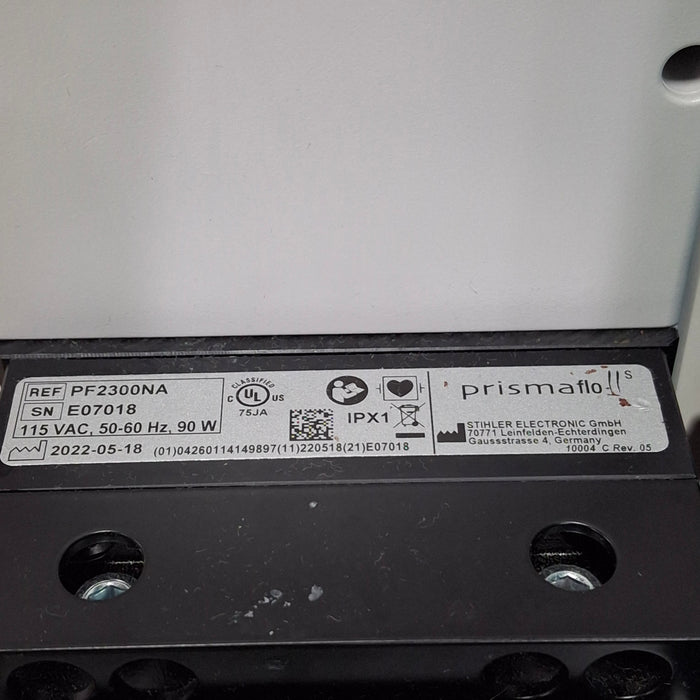 REF PF2300NA
SN E07018
115 VAC, 50-60 Hz, 90 W
2022-05-18 (01)04260114149897(11)220518(21)E07018
CLASSIFIED
C UL US
75JA
IPX1
prismaflo II S
STIHLER ELECTRONIC GmbH
70771 Leinfelden-Echterdingen
Gaussstrasse 4, Germany
10004 C Rev. 05